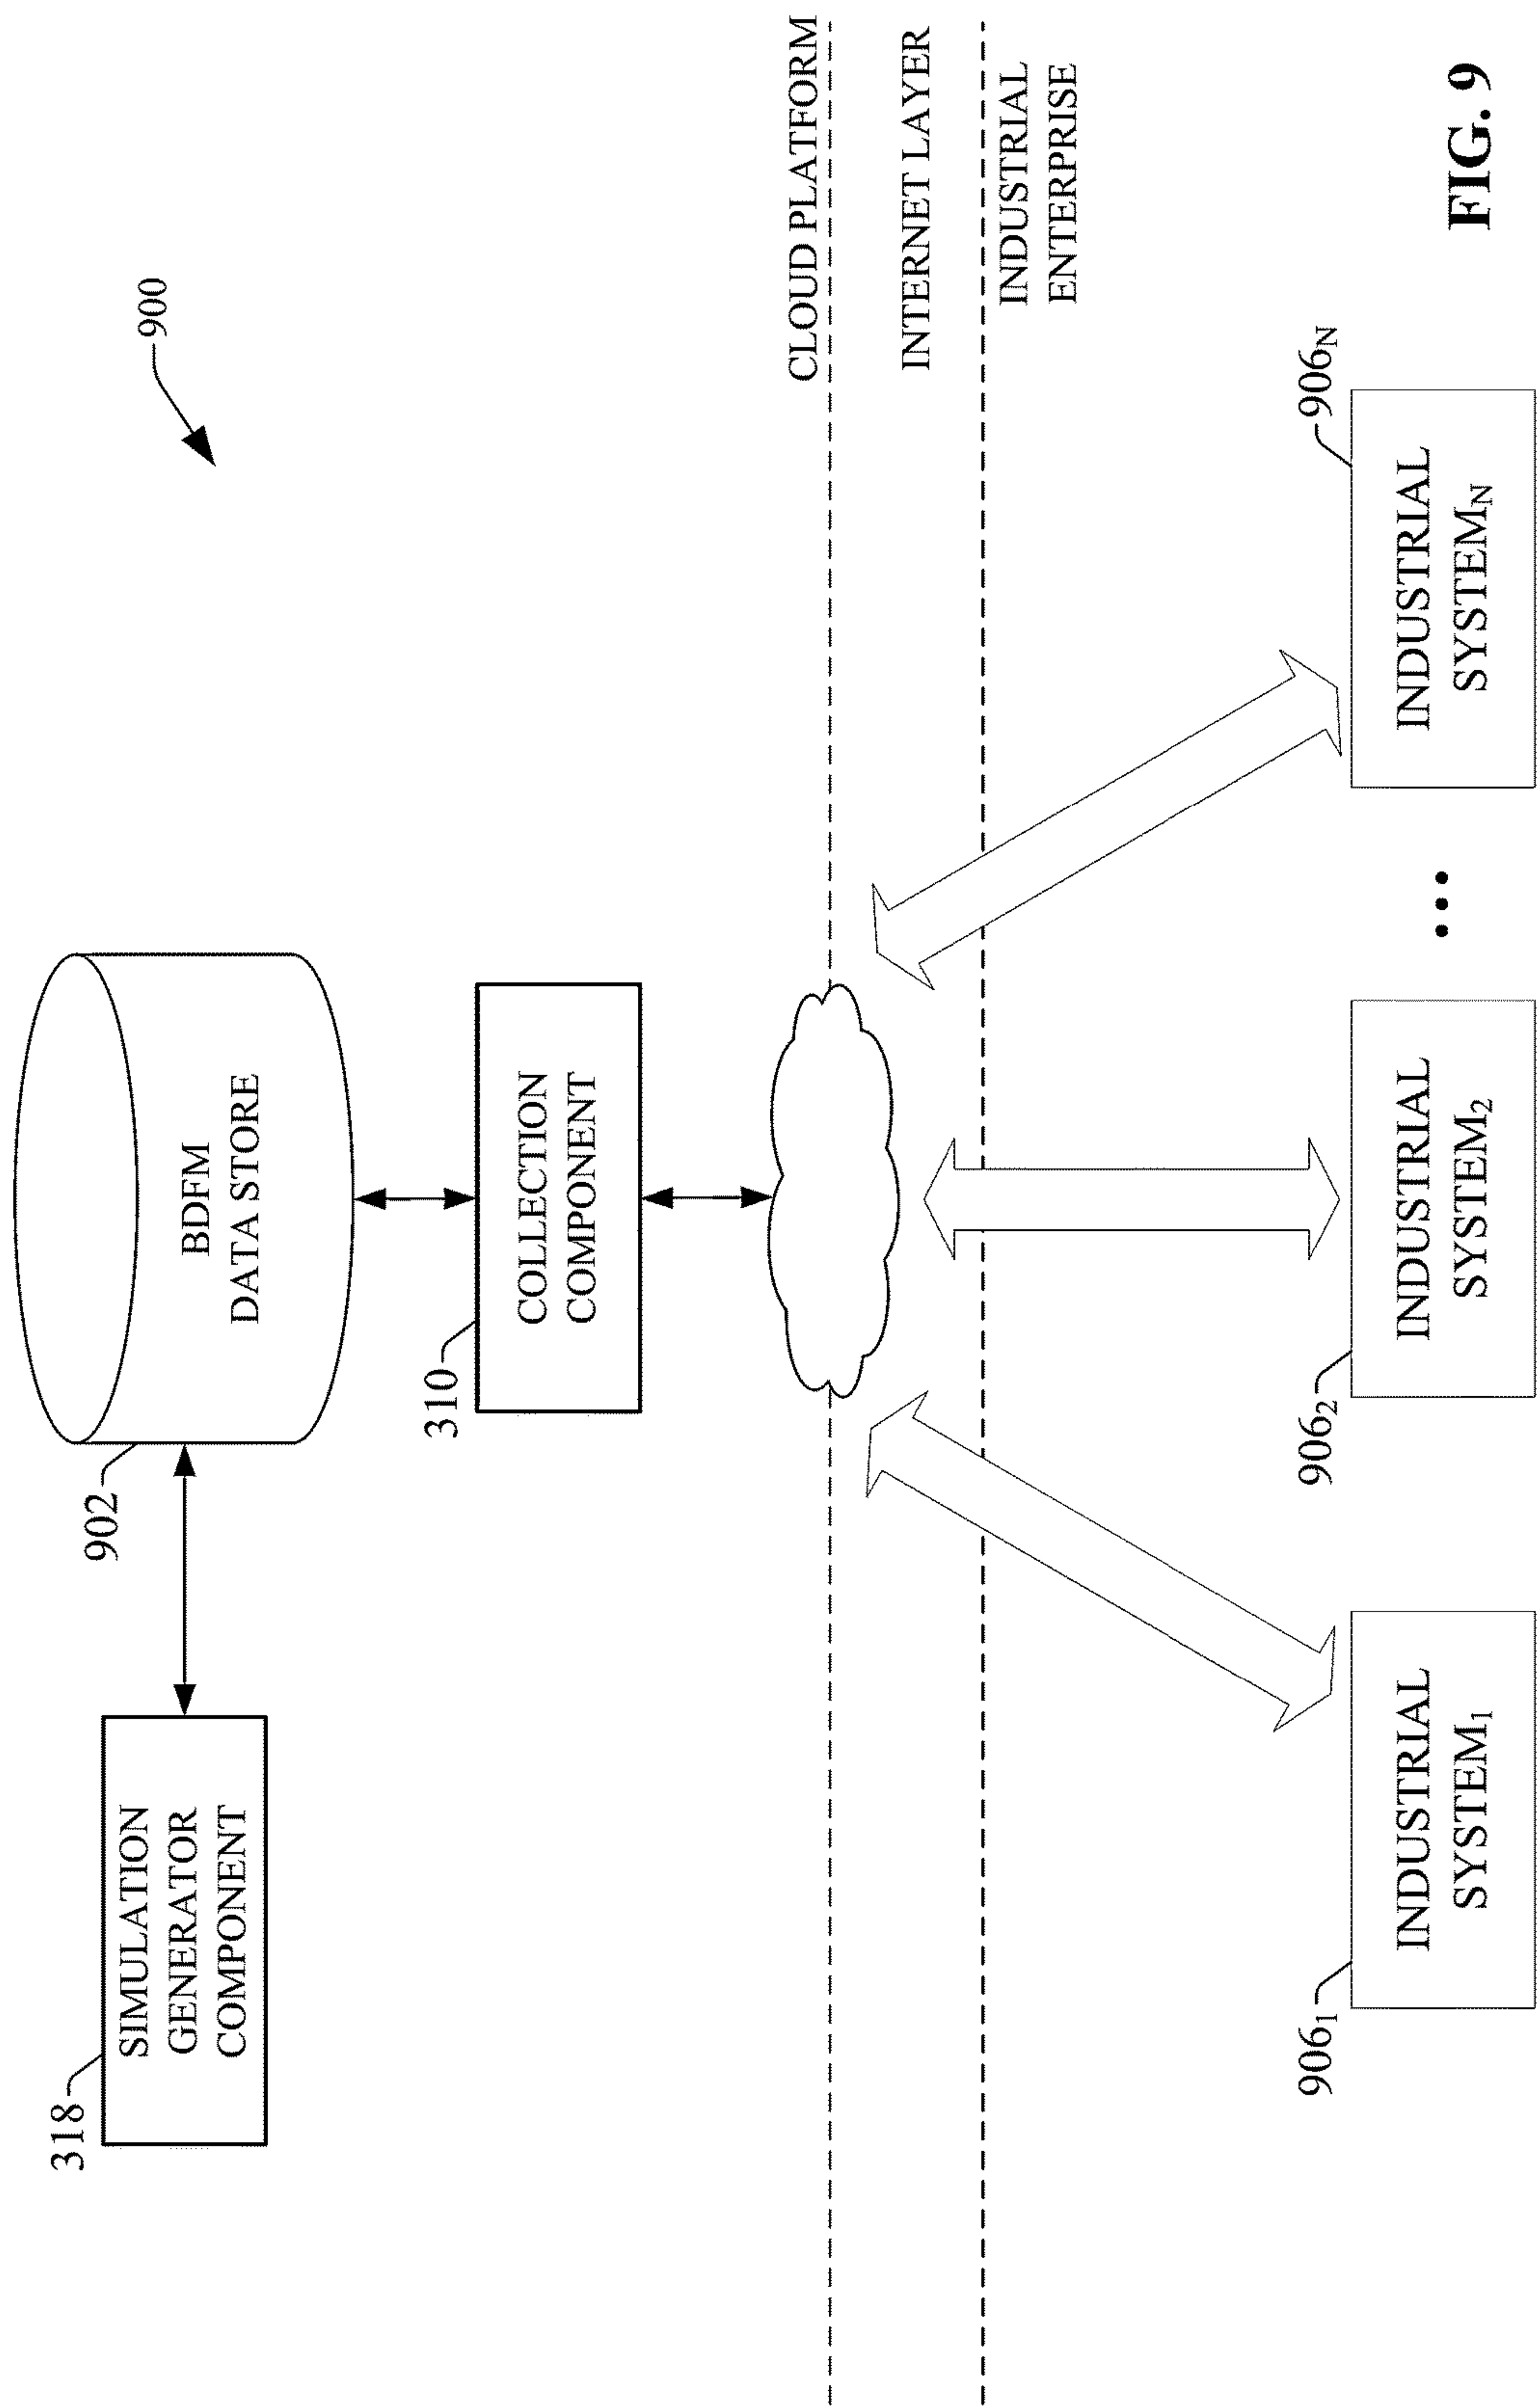 900
902
BDFM
DATA STORE
318
SIMULATION
GENERATOR
COMPONENT
310
COLLECTION
COMPONENT
CLOUD PLATFORM
INTERNET LAYER
INDUSTRIAL
ENTERPRISE
906₁
INDUSTRIAL
SYSTEM₁
906₂
INDUSTRIAL
SYSTEM₂
...
906N
INDUSTRIAL
SYSTEMN
FIG. 9